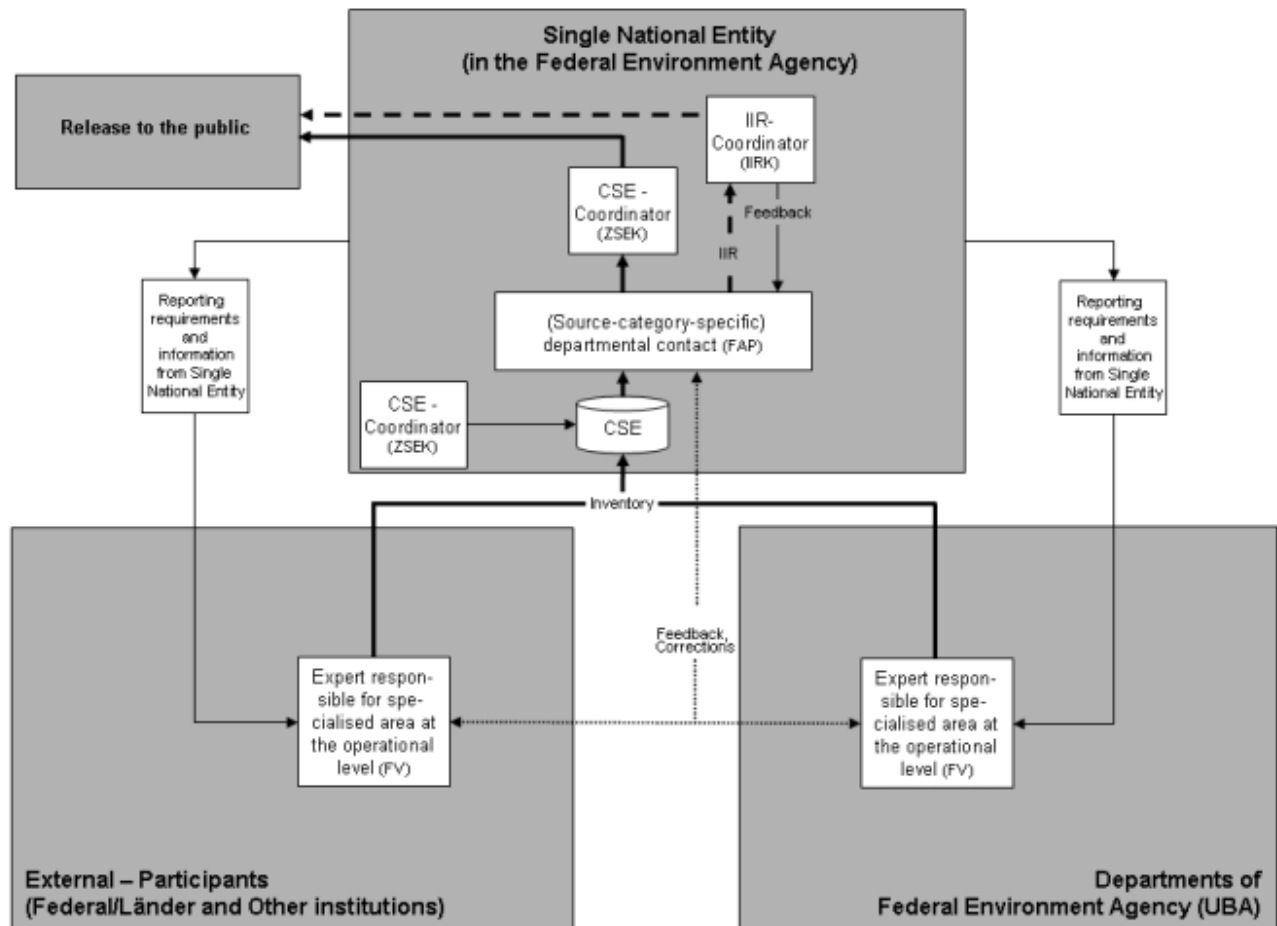 Single National Entity
(in the Federal Environment Agency)
Release to the public
IIR-
Coordinator
(IIRK)
CSE -
Coordinator
(ZSEK)
Feedback
IIR
Reporting
requirements
and
information
from Single
National Entity
(Source-category-specific)
departmental contact (FAP)
Reporting
requirements
and
information
from Single
National Entity
CSE -
Coordinator
(ZSEK)
CSE
Inventory
Feedback,
Corrections
Expert respon-
sible for spe-
cialised area at
the operational
level (FV)
Expert respon-
sible for spe-
cialised area at
the operational
level (FV)
External – Participants
(Federal/Länder and Other institutions)
Departments of
Federal Environment Agency (UBA)